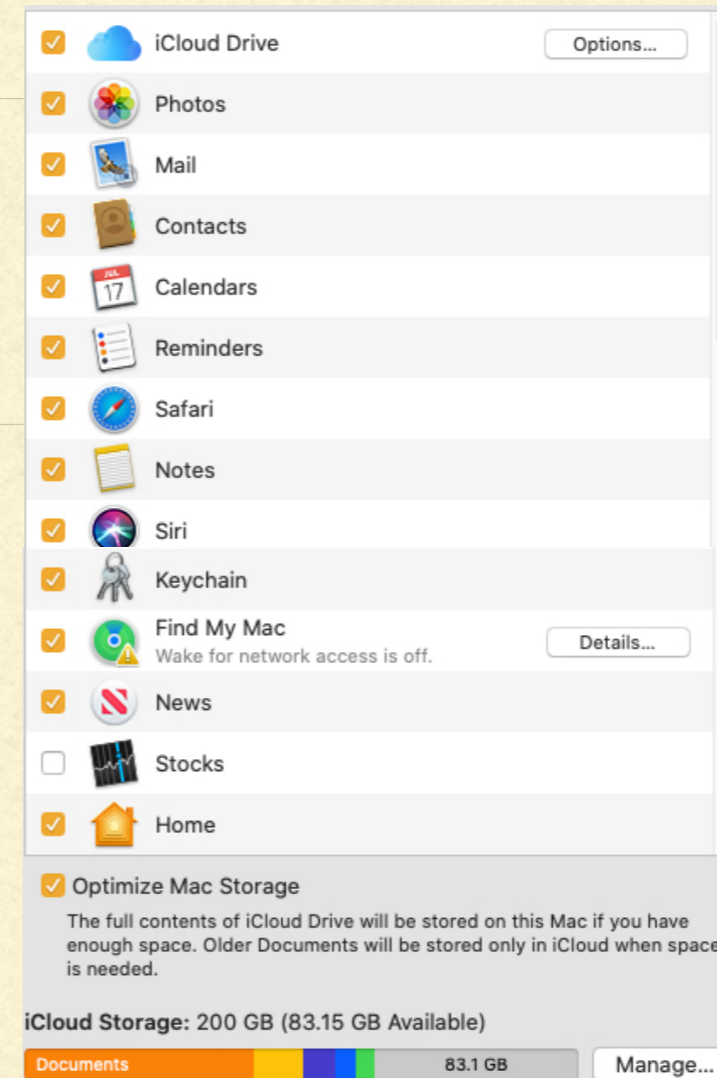 iCloud Drive Options...
Photos
Mail
Contacts
JUL
17
Calendars
Reminders
Safari
Notes
Siri
Keychain
Find My Mac
Wake for network access is off.
Details...
News
Stocks
Home
Optimize Mac Storage
The full contents of iCloud Drive will be stored on this Mac if you have
enough space. Older Documents will be stored only in iCloud when space
is needed.
iCloud Storage: 200 GB (83.15 GB Available)
Documents 83.1 GB Manage...